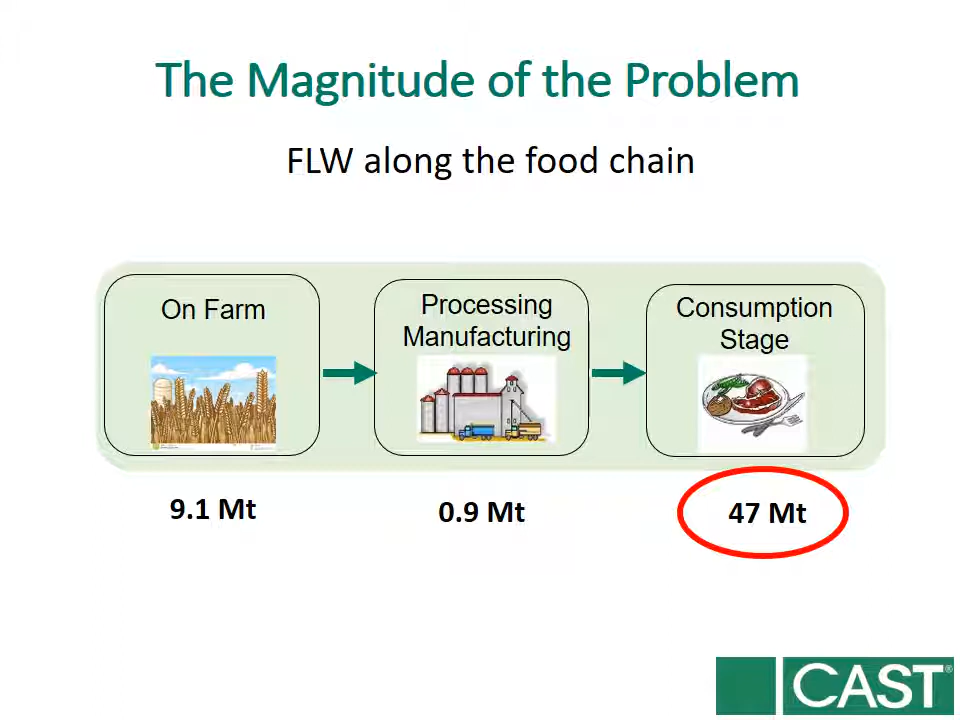 The Magnitude of the Problem
FLW along the food chain
On Farm
Processing
Manufacturing
Consumption
Stage
9.1 Mt
0.9 Mt
47 Mt
CAST®